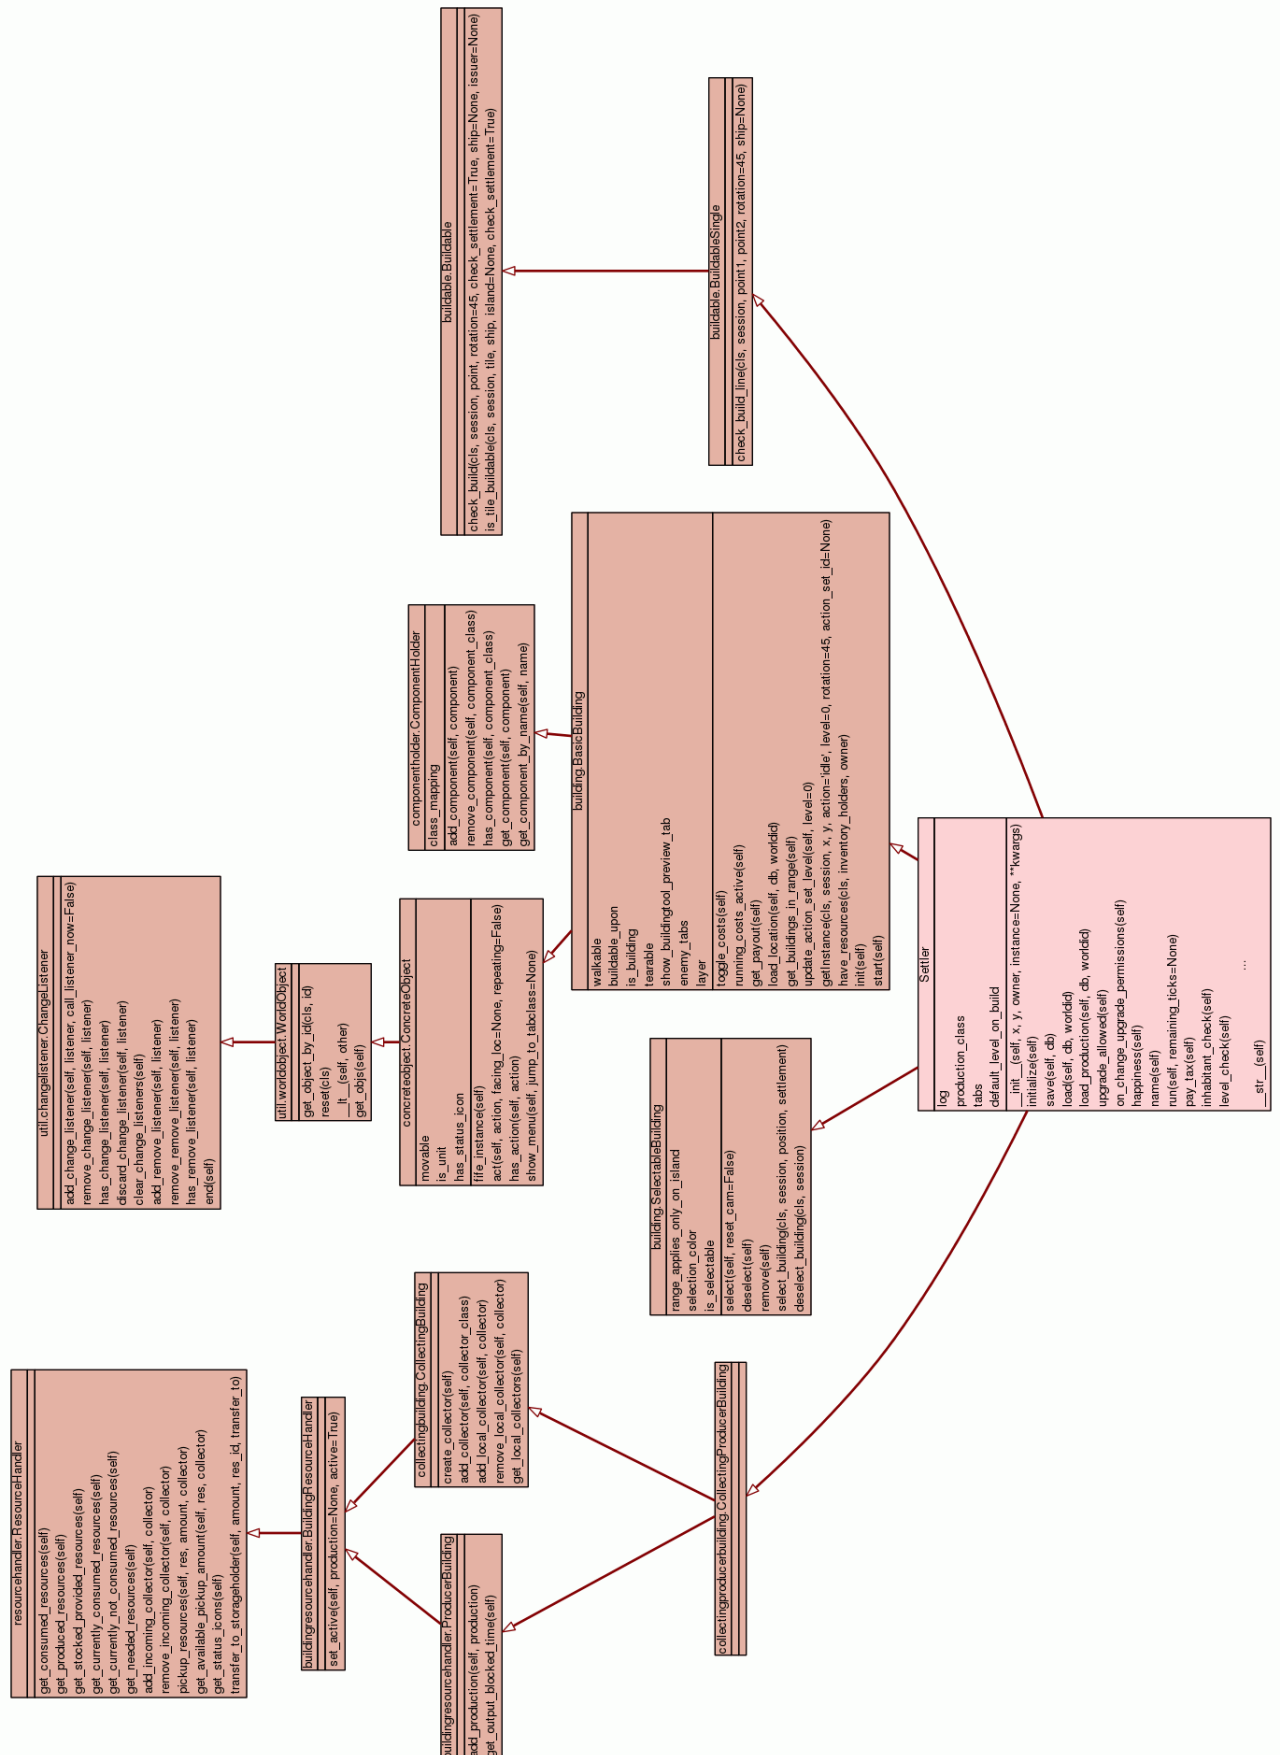 resourcehandler.ResourceHandler
get_consumed_resources(self)
get_produced_resources(self)
get_stocked_provided_resources(self)
get_currently_consumed_resources(self)
get_currently_not_consumed_resources(self)
get_needed_resources(self)
add_incoming_collector(self, collector)
remove_incoming_collector(self, collector)
pickup_resources(self, res, amount, collector)
get_available_pickup_amount(self, res, collector)
get_status_icons(self)
transfer_to_storageholder(self, amount, res_id, transfer_to)
util.changelistener.ChangeListener
add_change_listener(self, listener, call_listener_now=False)
remove_change_listener(self, listener)
has_change_listener(self, listener)
discard_change_listener(self, listener)
clear_change_listeners(self)
add_remove_listener(self, listener)
remove_remove_listener(self, listener)
has_remove_listener(self, listener)
end(self)
buildingresourcehandler.BuildingResourceHandler
set_active(self, production=None, active=True)
util.worldobject.WorldObject
get_object_by_id(cls, id)
reset(cls)
__lt__(self, other)
get_objs(self)
uildingresourcehandler.ProducerBuilding
add_production(self, production)
get_output_blocked_time(self)
collectingbuilding.CollectingBuilding
create_collector(self)
add_collector(self, collector_class)
add_local_collector(self, collector)
remove_local_collector(self, collector)
get_local_collectors(self)
concreteobject.ConcreteObject
movable
is_unit
has_status_icon
fife_instance(self)
act(self, action, facing_loc=None, repeating=False)
has_action(self, action)
show_menu(self, jump_to_tabclass=None)
componentholder.ComponentHolder
class_mapping
add_component(self, component)
remove_component(self, component_class)
has_component(self, component_class)
get_component(self, component)
get_component_by_name(self, name)
buildable.Buildable
check_build(cls, session, point, rotation=45, check_settlement=True, ship=None, issuer=None)
is_tile_buildable(cls, session, tile, ship, island=None, check_settlement=True)
collectingproducerbuilding.CollectingProducerBuilding
building.SelectableBuilding
range_applies_only_on_island
selection_color
is_selectable
select(self, reset_cam=False)
deselect(self)
remove(self)
select_building(cls, session, position, settlement)
deselect_building(cls, session)
building.BasicBuilding
walkable
buildable_upon
is_building
tearable
show_buildingtool_preview_tab
enemy_tabs
layer
toggle_costs(self)
running_costs_active(self)
get_payout(self)
load_location(self, db, worldid)
get_buildings_in_range(self)
update_action_set_level(self, level=0)
getInstance(cls, session, x, y, action='idle', level=0, rotation=45, action_set_id=None)
have_resources(cls, inventory_holders, owner)
init(self)
start(self)
buildable.BuildableSingle
check_build_line(cls, session, point1, point2, rotation=45, ship=None)
Settler
log
production_class
tabs
default_level_on_build
__init__(self, x, y, owner, instance=None, **kwargs)
initialize(self)
save(self, db)
load(self, db, worldid)
load_production(self, db, worldid)
upgrade_allowed(self)
on_change_upgrade_permissions(self)
happiness(self)
name(self)
run(self, remaining_ticks=None)
pay_tax(self)
inhabitant_check(self)
level_check(self)
...
__str__(self)